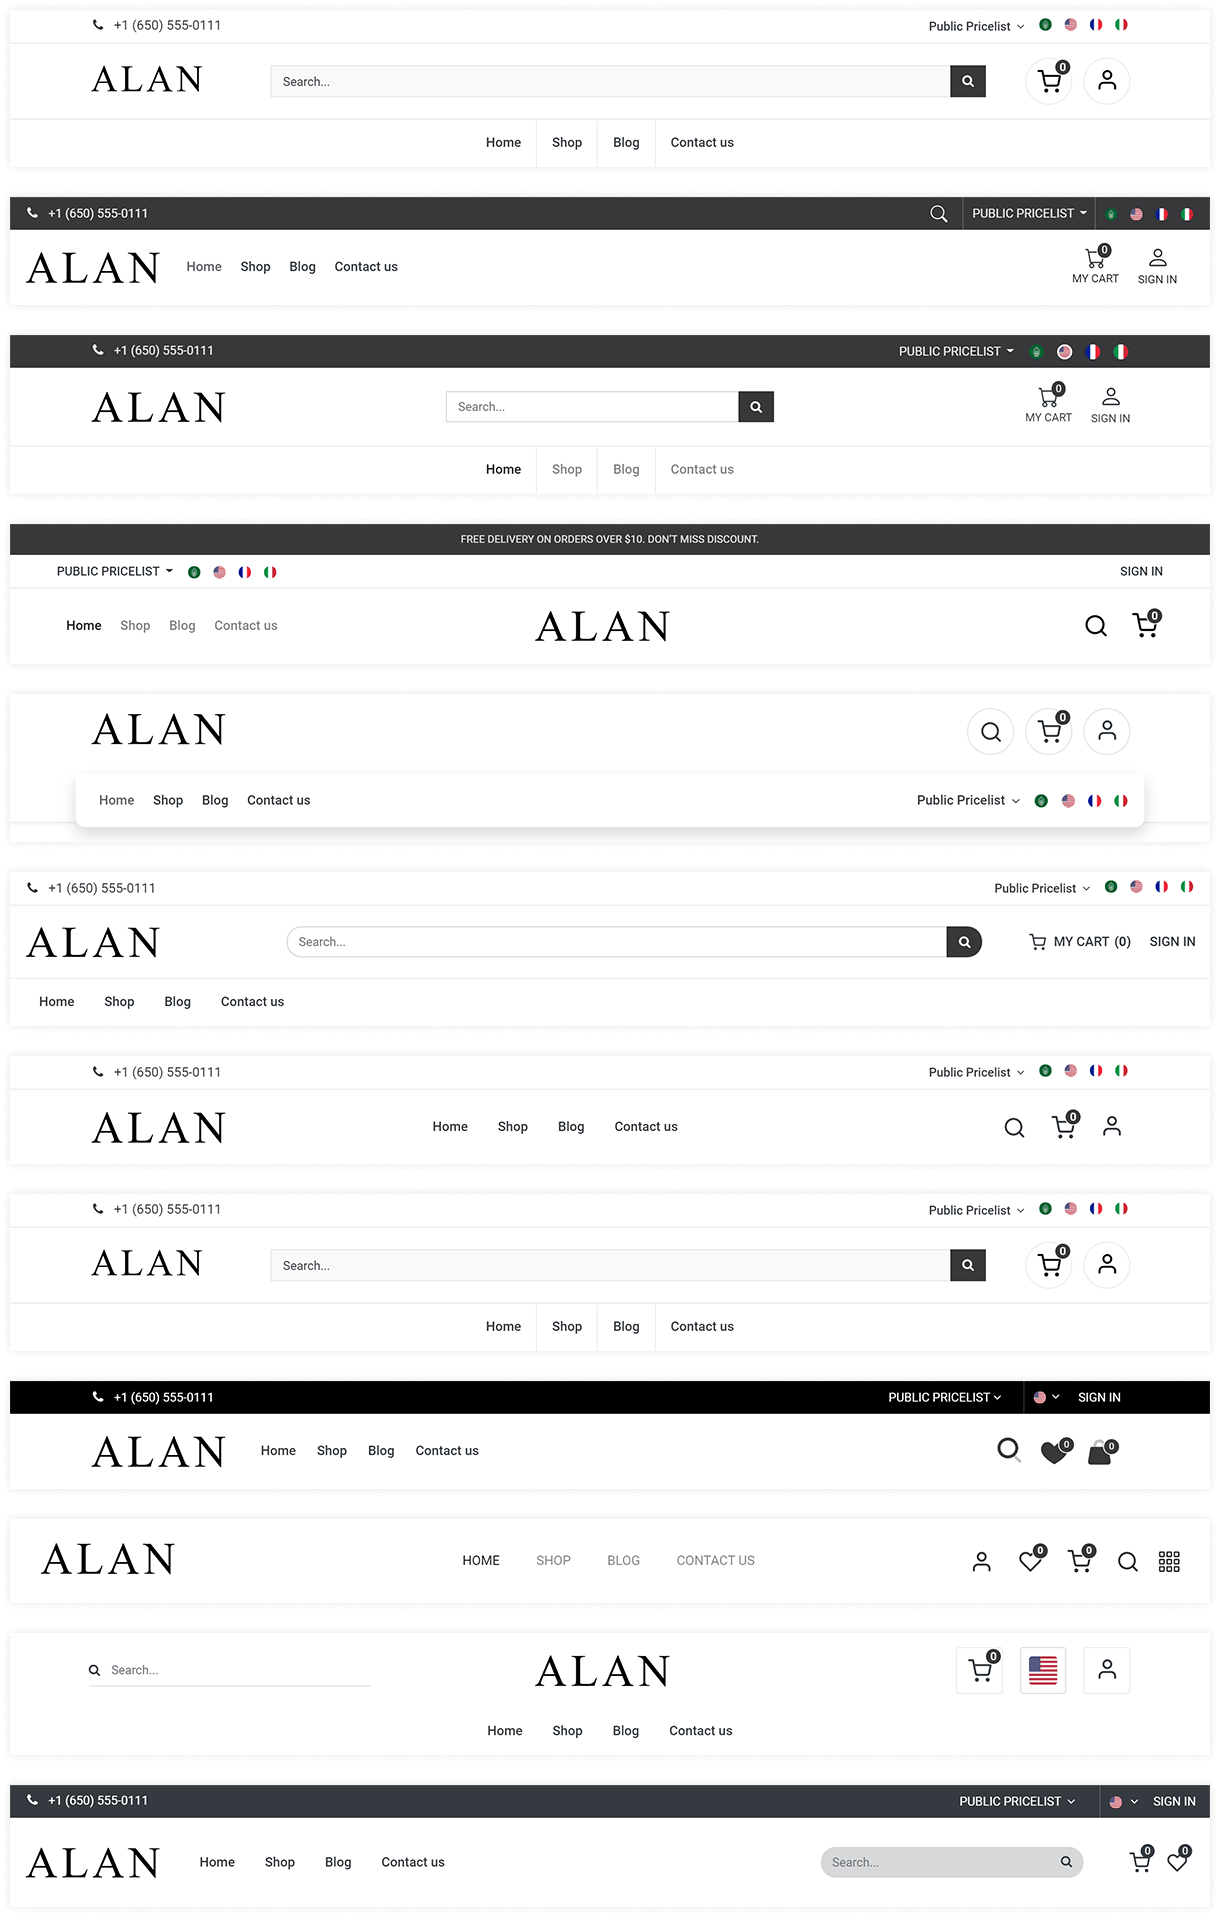 +1 (650) 555-0111 Public Pricelist
ALAN Search... 0
Home Shop Blog Contact us
+1 (650) 555-0111 PUBLIC PRICELIST
ALAN Home Shop Blog Contact us 0 MY CART SIGN IN
+1 (650) 555-0111 PUBLIC PRICELIST
ALAN Search... 0 MY CART SIGN IN
Home Shop Blog Contact us
FREE DELIVERY ON ORDERS OVER $10. DON'T MISS DISCOUNT.
PUBLIC PRICELIST SIGN IN
Home Shop Blog Contact us ALAN 0
ALAN 0
Home Shop Blog Contact us Public Pricelist
+1 (650) 555-0111 Public Pricelist
ALAN Search... MY CART (0) SIGN IN
Home Shop Blog Contact us
+1 (650) 555-0111 Public Pricelist
ALAN Home Shop Blog Contact us 0
+1 (650) 555-0111 Public Pricelist
ALAN Search... 0
Home Shop Blog Contact us
+1 (650) 555-0111 PUBLIC PRICELIST SIGN IN
ALAN Home Shop Blog Contact us 0 0
ALAN HOME SHOP BLOG CONTACT US 0 0
Search... ALAN 0
Home Shop Blog Contact us
+1 (650) 555-0111 PUBLIC PRICELIST SIGN IN
ALAN Home Shop Blog Contact us Search... 0 0